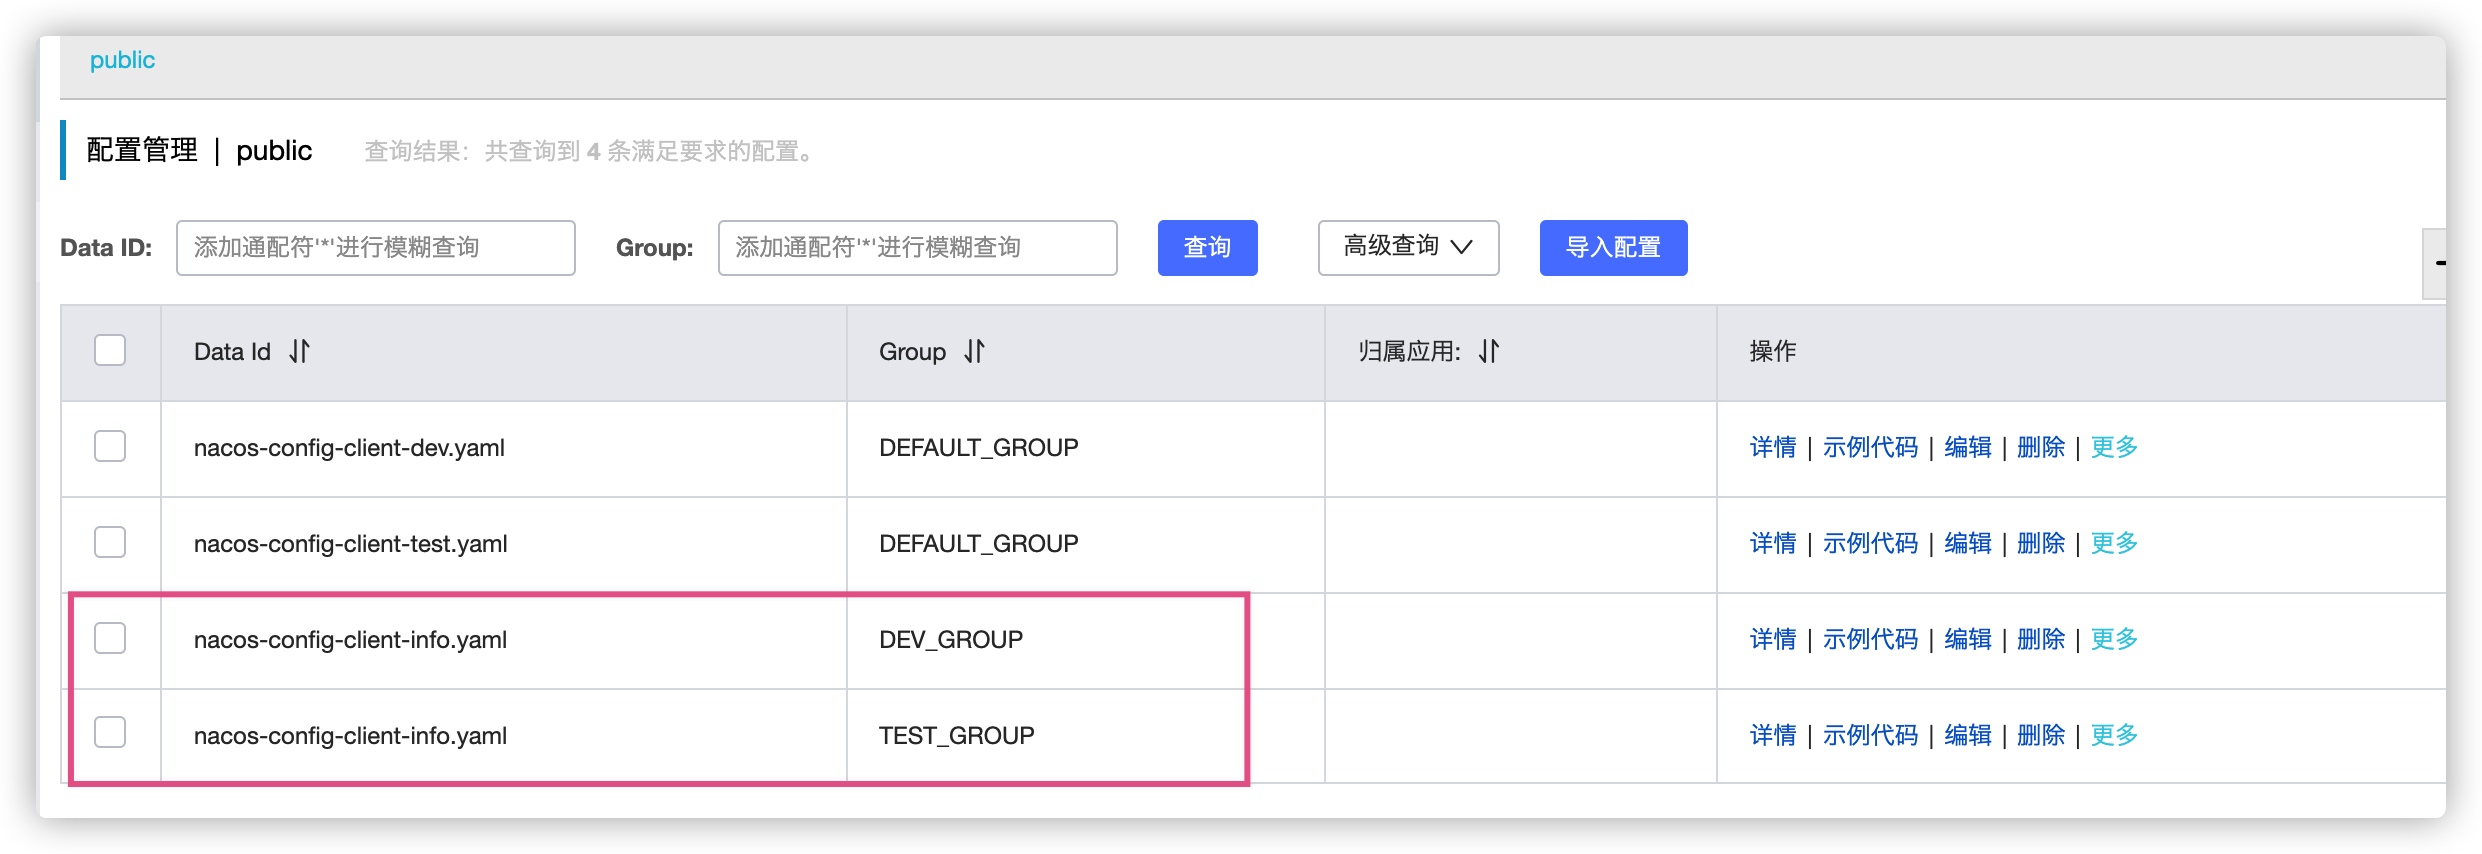 public
配置管理 | public 查询结果：共查询到 4 条满足要求的配置。
Data ID: 添加通配符'*'进行模糊查询 Group: 添加通配符'*'进行模糊查询 查询 高级查询 导入配置
Data Id Group 归属应用: 操作
nacos-config-client-dev.yaml DEFAULT_GROUP 详情 | 示例代码 | 编辑 | 删除 | 更多
nacos-config-client-test.yaml DEFAULT_GROUP 详情 | 示例代码 | 编辑 | 删除 | 更多
nacos-config-client-info.yaml DEV_GROUP 详情 | 示例代码 | 编辑 | 删除 | 更多
nacos-config-client-info.yaml TEST_GROUP 详情 | 示例代码 | 编辑 | 删除 | 更多